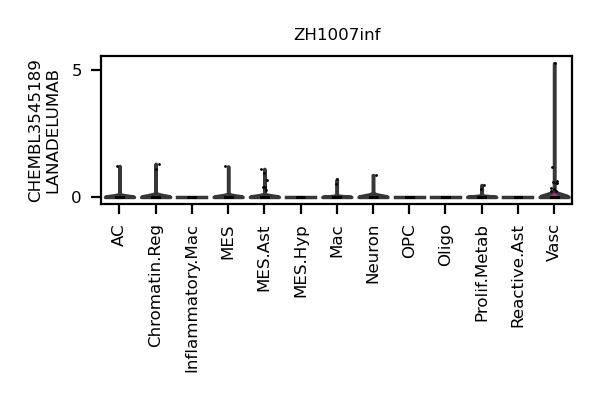 ZH1007inf
CHEMBL3545189
LANADELUMAB
5
0
AC
Chromatin.Reg
Inflammatory.Mac
MES
MES.Ast
MES.Hyp
Mac
Neuron
OPC
Oligo
Prolif.Metab
Reactive.Ast
Vasc